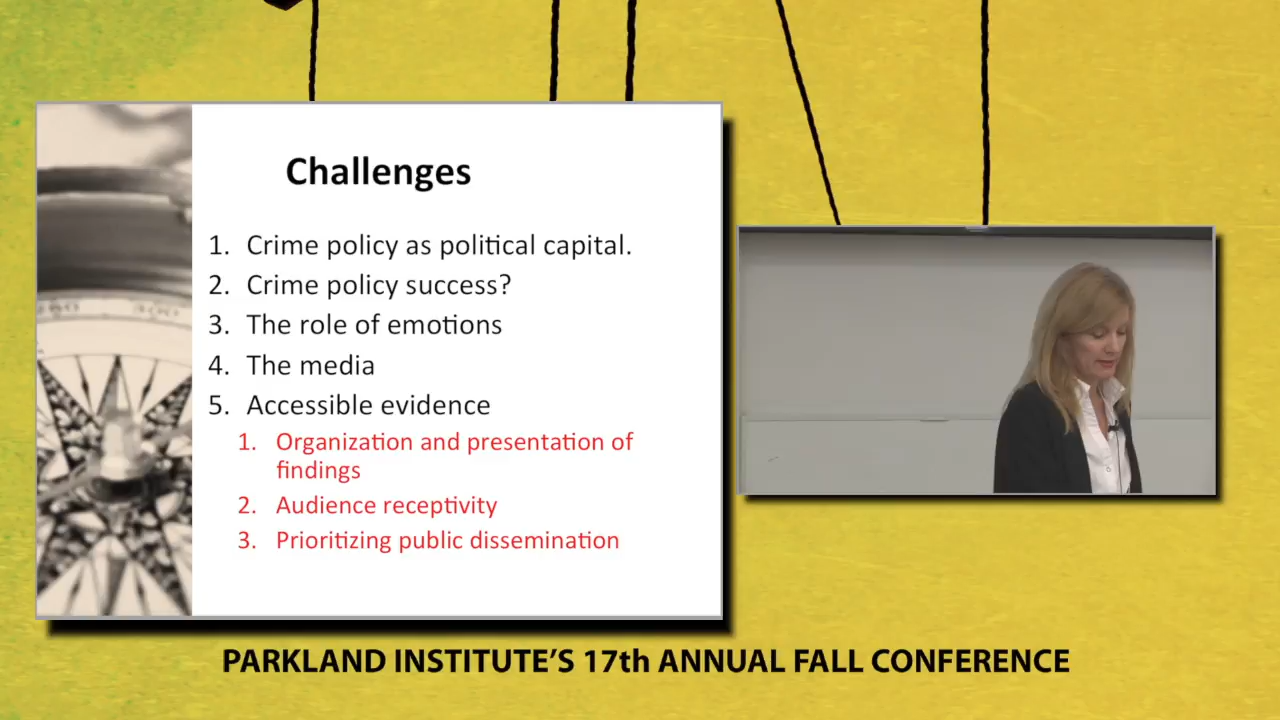 Challenges
1. Crime policy as political capital.
2. Crime policy success?
3. The role of emotions
4. The media
5. Accessible evidence
1. Organization and presentation of
findings
2. Audience receptivity
3. Prioritizing public dissemination
PARKLAND INSTITUTE'S 17th ANNUAL FALL CONFERENCE